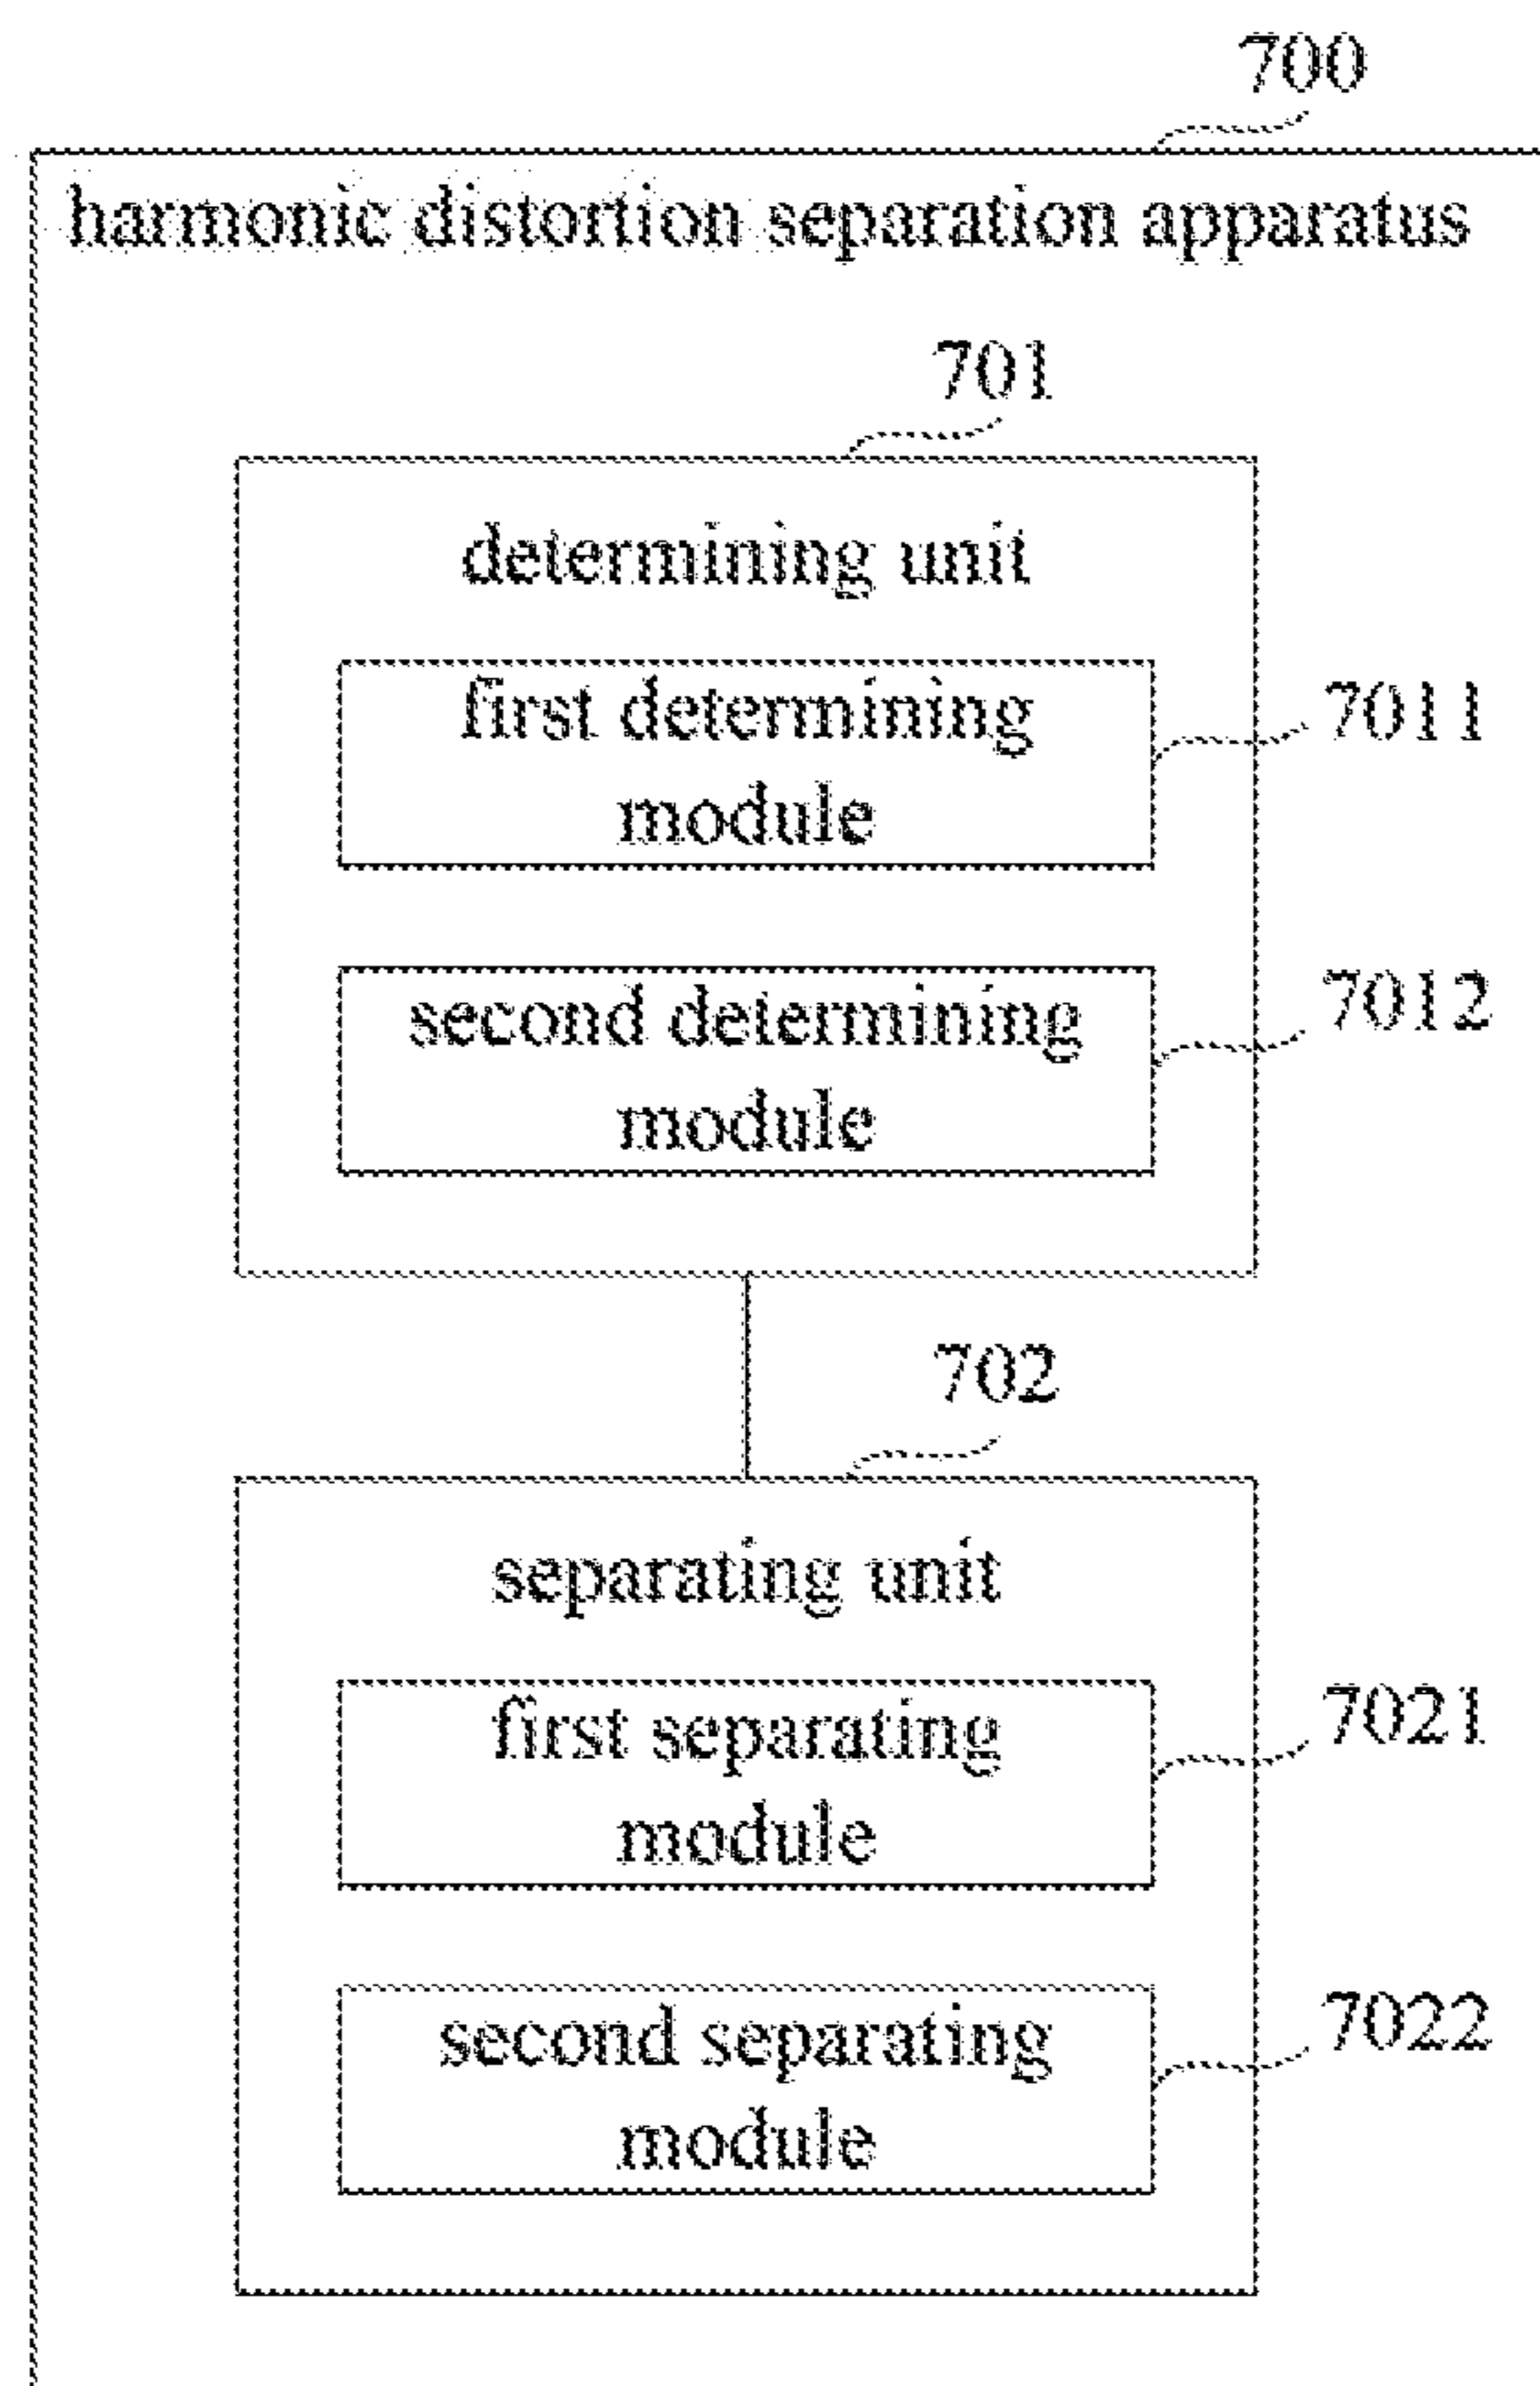 700
harmonic distortion separation apparatus
701
determining unit
first determining
module
7011
second determining
module
7012
702
separating unit
first separating
module
7021
second separating
module
7022